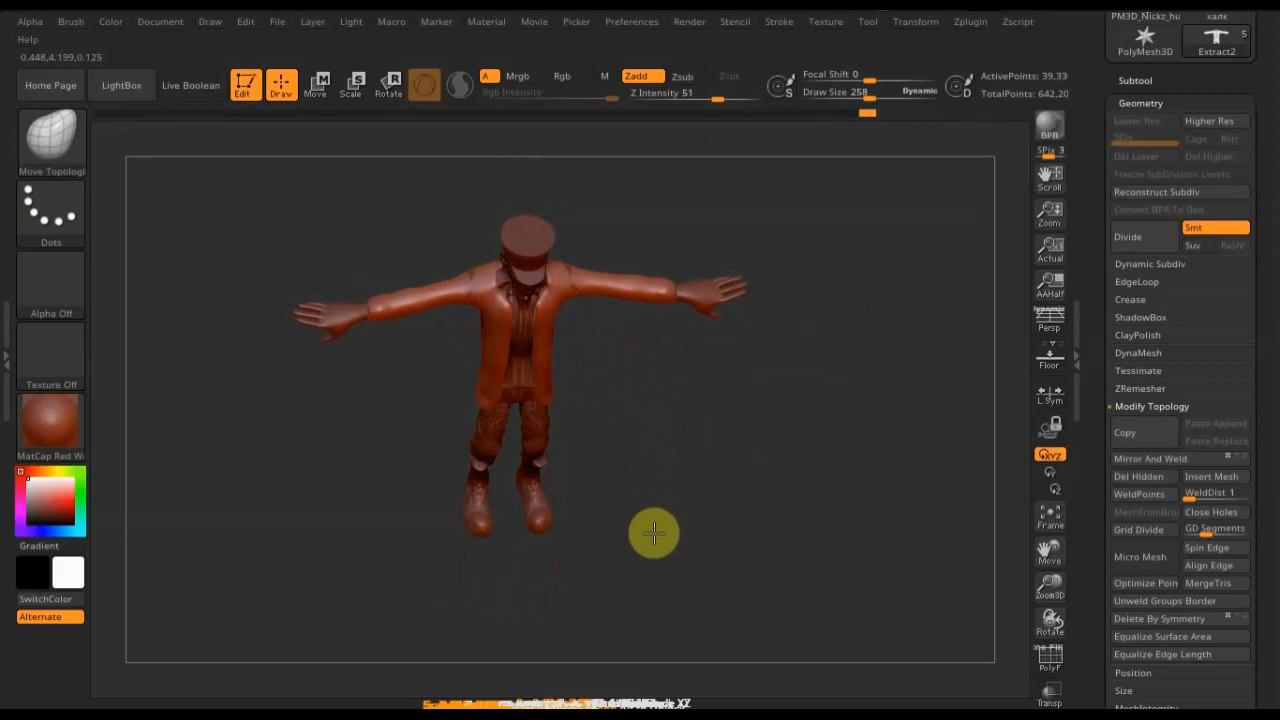 Alpha Brush Color Document Draw Edit File Layer Light Macro Marker Material Movie Picker Preferences Render Stencil Stroke Texture Tool Transform Zplugin Zscript
Help
0.448,4.199,0.125
Home Page LightBox Live Boolean
Edit Draw Move Scale Rotate
A Mrgb Rgb M
Rgb Intensity
Zadd Zsub Zcut
Z Intensity 51
S
Focal Shift 0
Draw Size 258 Dynamic
D
ActivePoints: 39,33
TotalPoints: 642,20
Move Topologi
Dots
Alpha Off
Texture Off
MatCap Red W
Gradient
SwitchColor
Alternate
BPR
SPix 3
Scroll
Zoom
Actual
AAHalf
Dynamic
Persp
Floor
L.Sym
XYZ
Frame
Move
Zoom3D
Rotate
PolyF
Transp
PM3D_Nickz_hu халк
PolyMesh3D Extract2 5
Subtool
Geometry
Lower Res Higher Res
SDiv Cage Rstr
Del Lower Del Higher
Freeze SubDivision Levels
Reconstruct Subdiv
Convert BPR To Geo
Divide Smt
Suv ReUV
Dynamic Subdiv
EdgeLoop
Crease
ShadowBox
ClayPolish
DynaMesh
Tessimate
ZRemesher
Modify Topology
Copy Paste Append
Paste Replace
Mirror And Weld
Del Hidden Insert Mesh
WeldPoints WeldDist 1
MeshFromBru Close Holes
Grid Divide GD Segments
Micro Mesh Spin Edge
Align Edge
Optimize Poin MergeTris
Unweld Groups Border
Delete By Symmetry
Equalize Surface Area
Equalize Edge Length
Position
Size
MeshIntegrity